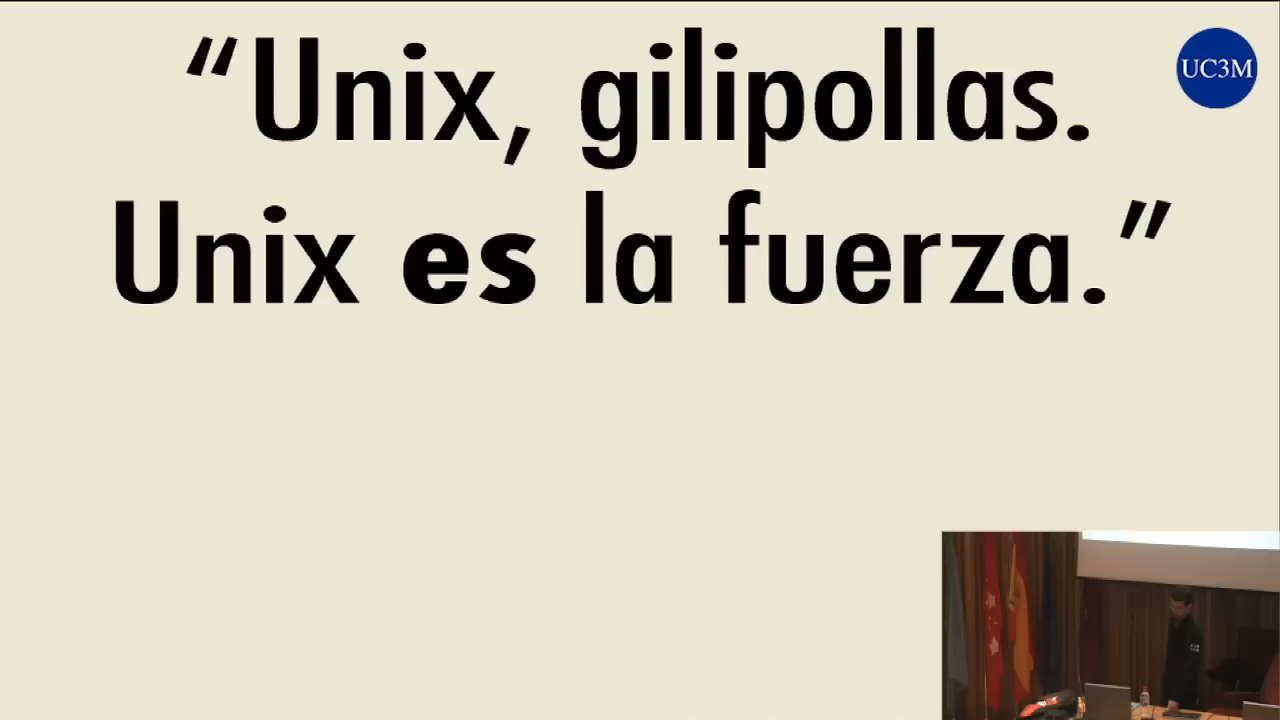 “Unix, gilipollas.
Unix es la fuerza.”
UC3M